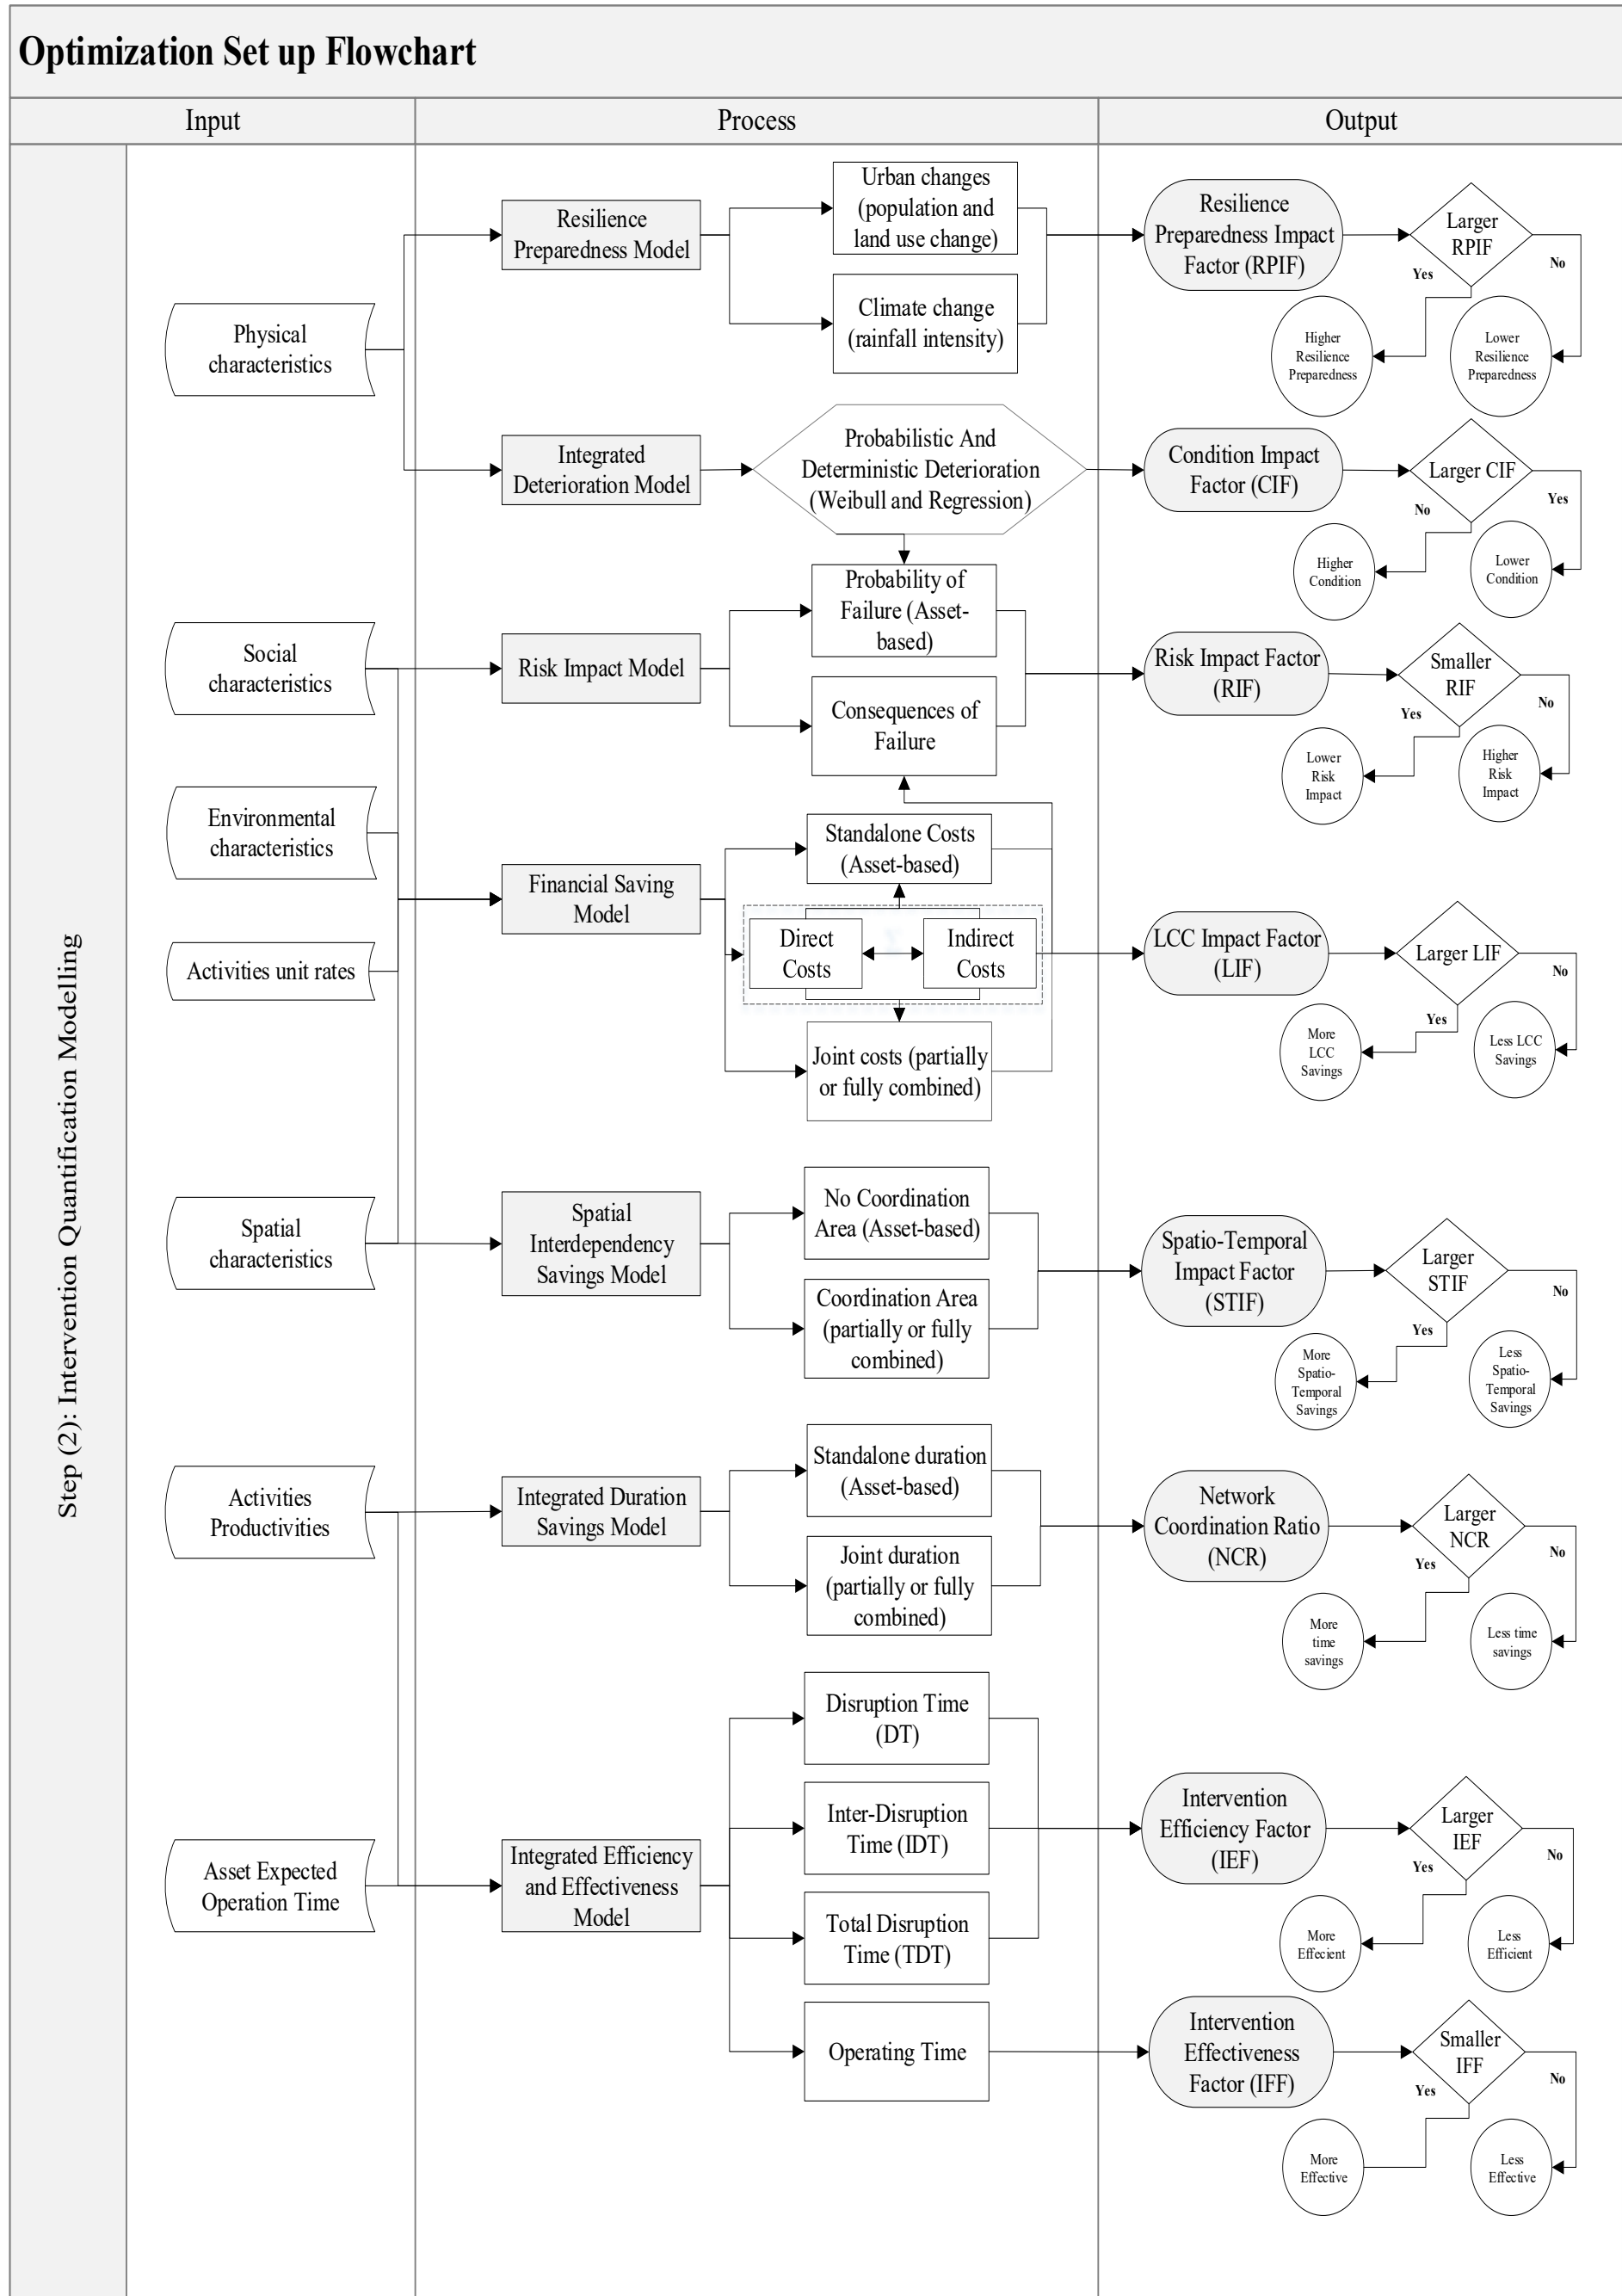 Optimization Set up Flowchart
Input
Process
Output
Step (2): Intervention Quantification Modelling
Physical
characteristics
Resilience
Preparedness Model
Urban changes
(population and
land use change)
Climate change
(rainfall intensity)
Resilience
Preparedness Impact
Factor (RPIF)
Larger
RPIF
Yes
No
Higher
Resilience
Preparedness
Lower
Resilience
Preparedness
Integrated
Deterioration Model
Probabilistic And
Deterministic Deterioration
(Weibull and Regression)
Condition Impact
Factor (CIF)
Larger CIF
No
Yes
Higher
Condition
Lower
Condition
Social
characteristics
Risk Impact Model
Probability of
Failure (Asset-
based)
Consequences of
Failure
Risk Impact Factor
(RIF)
Smaller
RIF
Yes
No
Lower
Risk
Impact
Higher
Risk
Impact
Environmental
characteristics
Activities unit rates
Financial Saving
Model
Standalone Costs
(Asset-based)
Direct
Costs
Indirect
Costs
Joint costs (partially
or fully combined)
LCC Impact Factor
(LIF)
Larger LIF
Yes
No
More
LCC
Savings
Less LCC
Savings
Spatial
characteristics
Spatial
Interdependency
Savings Model
No Coordination
Area (Asset-based)
Coordination Area
(partially or fully
combined)
Spatio-Temporal
Impact Factor
(STIF)
Larger
STIF
Yes
No
More
Spatio-
Temporal
Savings
Less
Spatio-
Temporal
Savings
Activities
Productivities
Integrated Duration
Savings Model
Standalone duration
(Asset-based)
Joint duration
(partially or fully
combined)
Network
Coordination Ratio
(NCR)
Larger
NCR
Yes
No
More
time
savings
Less time
savings
Asset Expected
Operation Time
Integrated Efficiency
and Effectiveness
Model
Disruption Time
(DT)
Inter-Disruption
Time (IDT)
Total Disruption
Time (TDT)
Operating Time
Intervention
Efficiency Factor
(IEF)
Larger
IEF
Yes
No
More
Effecient
Less
Efficient
Intervention
Effectiveness
Factor (IFF)
Smaller
IFF
Yes
No
More
Effective
Less
Effective